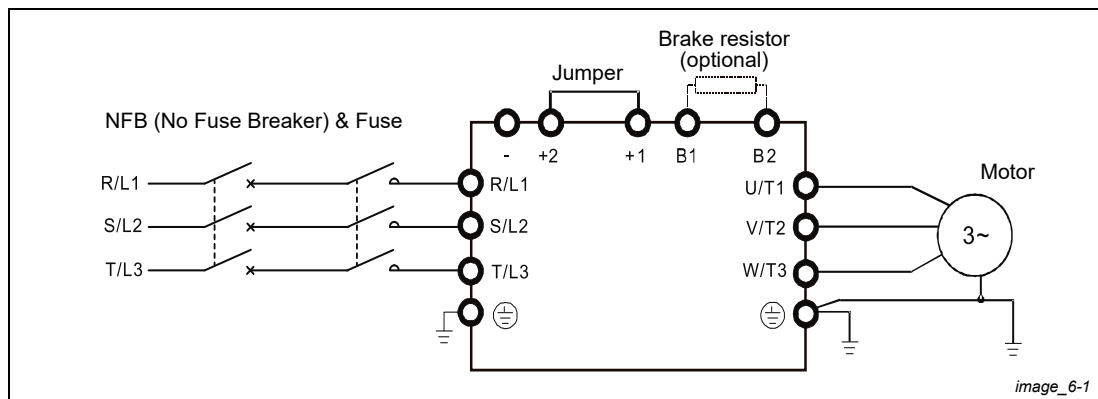 Brake resistor
(optional)
Jumper
NFB (No Fuse Breaker) & Fuse
- +2 +1 B1 B2
Motor
R/L1 R/L1 U/T1
S/L2 S/L2 V/T2 3~
T/L3 T/L3 W/T3
image_6-1